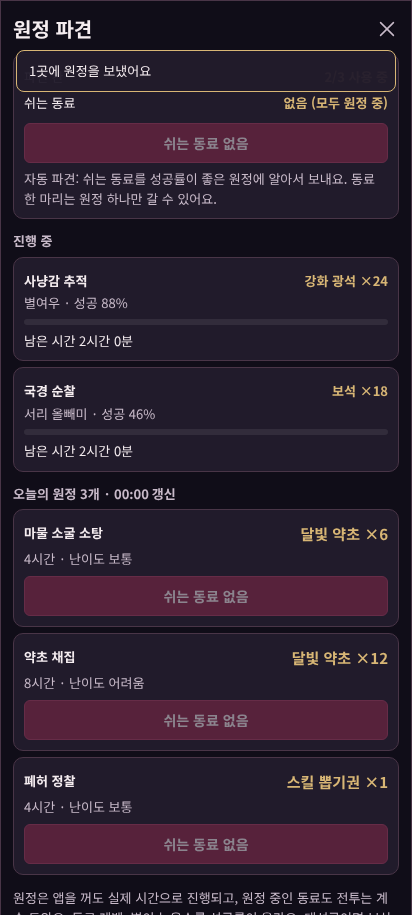 원정 파견
1곳에 원정을 보냈어요
쉬는 동료 없음 (모두 원정 중)
쉬는 동료 없음
자동 파견: 쉬는 동료를 성공률이 좋은 원정에 알아서 보내요. 동료
한 마리는 원정 하나만 갈 수 있어요.
진행 중
사냥감 추적 강화 광석 ×24
별여우 · 성공 88%
남은 시간 2시간 0분
국경 순찰 보석 ×18
서리 올빼미 · 성공 46%
남은 시간 2시간 0분
오늘의 원정 3개 · 00:00 갱신
마물 소굴 소탕 달빛 약초 ×6
4시간 · 난이도 보통
쉬는 동료 없음
약초 채집 달빛 약초 ×12
8시간 · 난이도 어려움
쉬는 동료 없음
폐허 정찰 스킬 뽑기권 ×1
4시간 · 난이도 보통
쉬는 동료 없음
원정은 앱을 꺼도 실제 시간으로 진행되고, 원정 중인 동료도 전투는 계